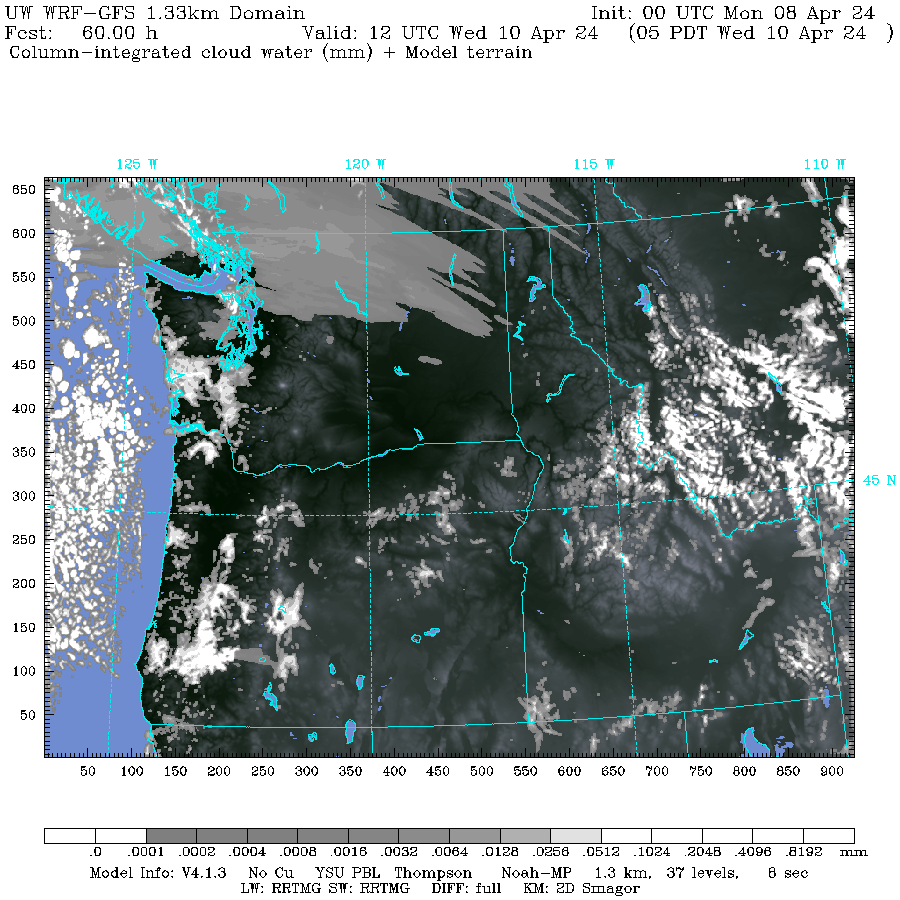 UW WRF-GFS 1.33km Domain Init: 00 UTC Mon 08 Apr 24
Fcst: 60.00 h Valid: 12 UTC Wed 10 Apr 24 (05 PDT Wed 10 Apr 24 )
Column-integrated cloud water (mm) + Model terrain
125 W 120 W 115 W 110 W
650
600
550
500
450
400
350
45 N
300
250
200
150
100
50
50 100 150 200 250 300 350 400 450 500 550 600 650 700 750 800 850 900
.0 .0001 .0002 .0004 .0008 .0016 .0032 .0064 .0128 .0256 .0512 .1024 .2048 .4096 .8192 mm
Model Info: V4.1.3 No Cu YSU PBL Thompson Noah-MP 1.3 km, 37 levels, 8 sec
LW: RRTMG SW: RRTMG DIFF: full KM: 2D Smagor